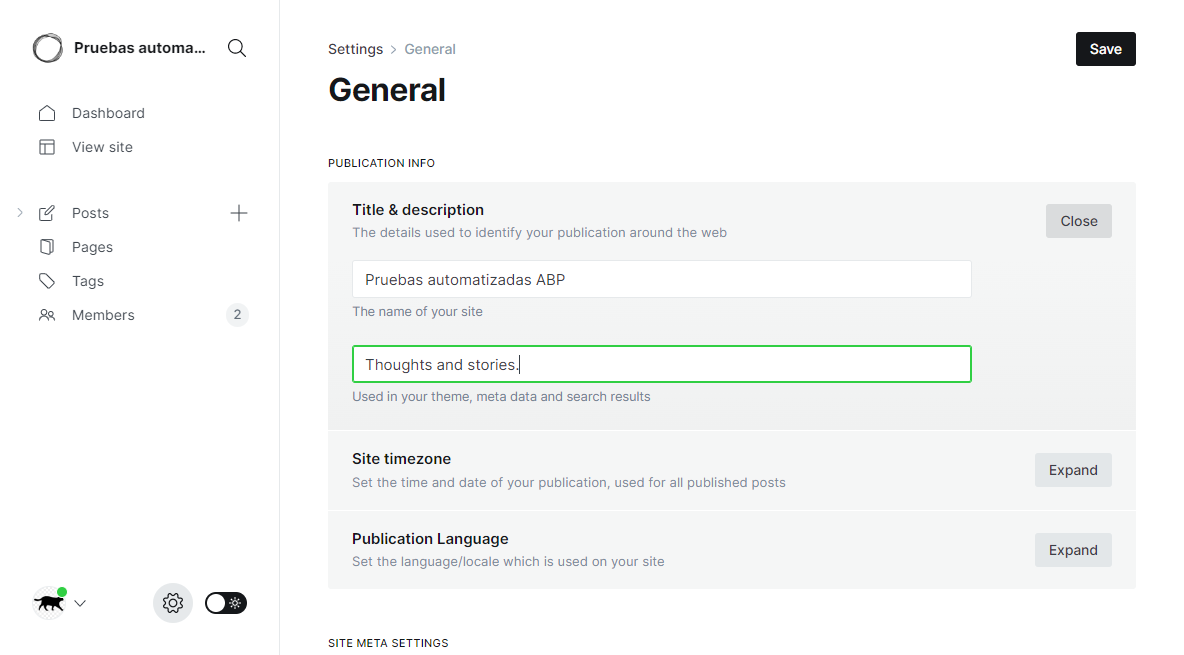 Pruebas automa...
Dashboard
View site
Posts
Pages
Tags
Members
2
Settings > General
Save
General
PUBLICATION INFO
Title & description
The details used to identify your publication around the web
Close
Pruebas automatizadas ABP
The name of your site
Thoughts and stories.
Used in your theme, meta data and search results
Site timezone
Set the time and date of your publication, used for all published posts
Expand
Publication Language
Set the language/locale which is used on your site
Expand
SITE META SETTINGS